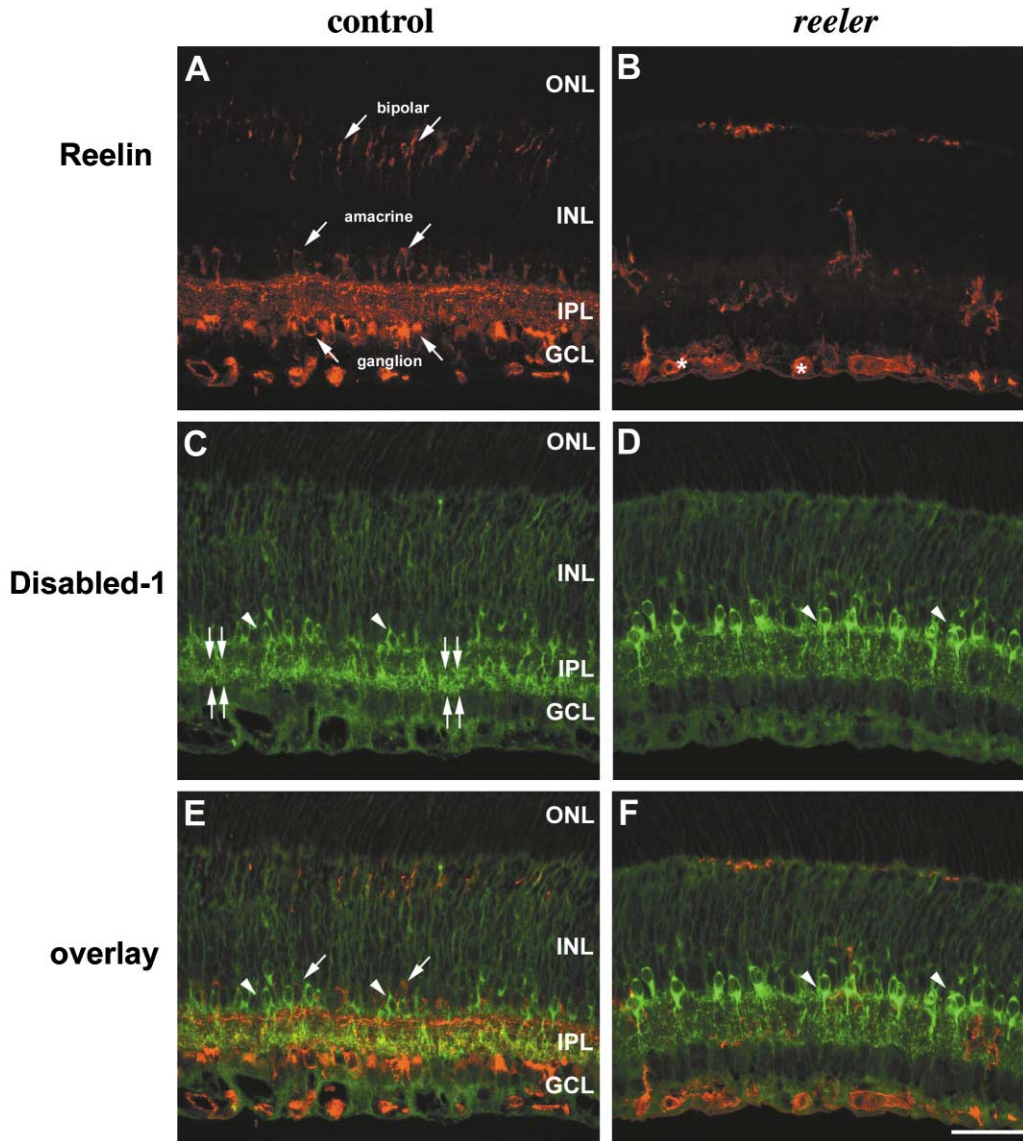 control reeler
Reelin
A
bipolar
amacrine
ganglion
ONL
INL
IPL
GCL
B
* *
Disabled-1
C
ONL
INL
IPL
GCL
D
overlay
E
ONL
INL
IPL
GCL
F